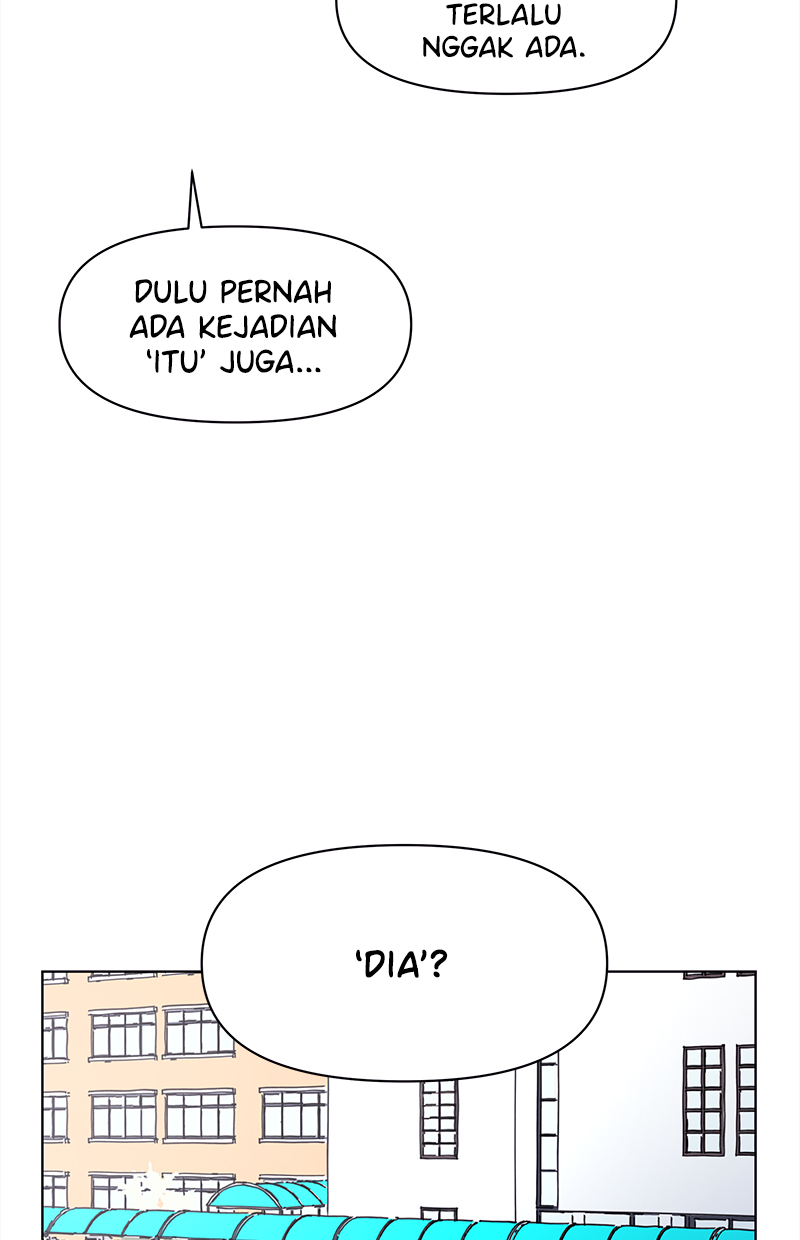 TERLALU
NGGAK ADA.
DULU PERNAH
ADA KEJADIAN
‘ITU’ JUGA...
‘DIA’?